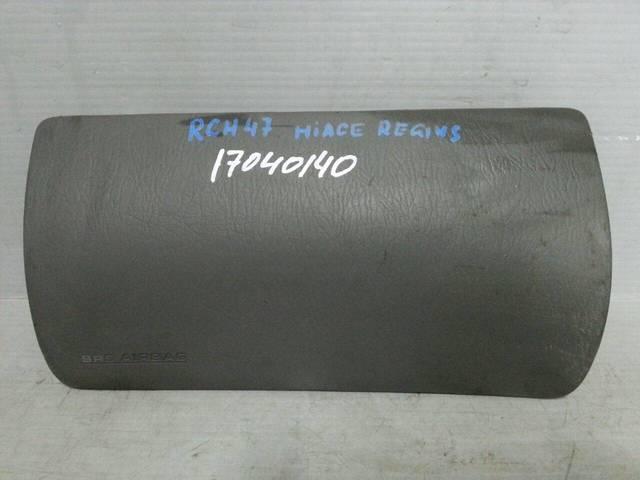 RCH47 HiACE REGiUS
17040140
SRS AIRBAG